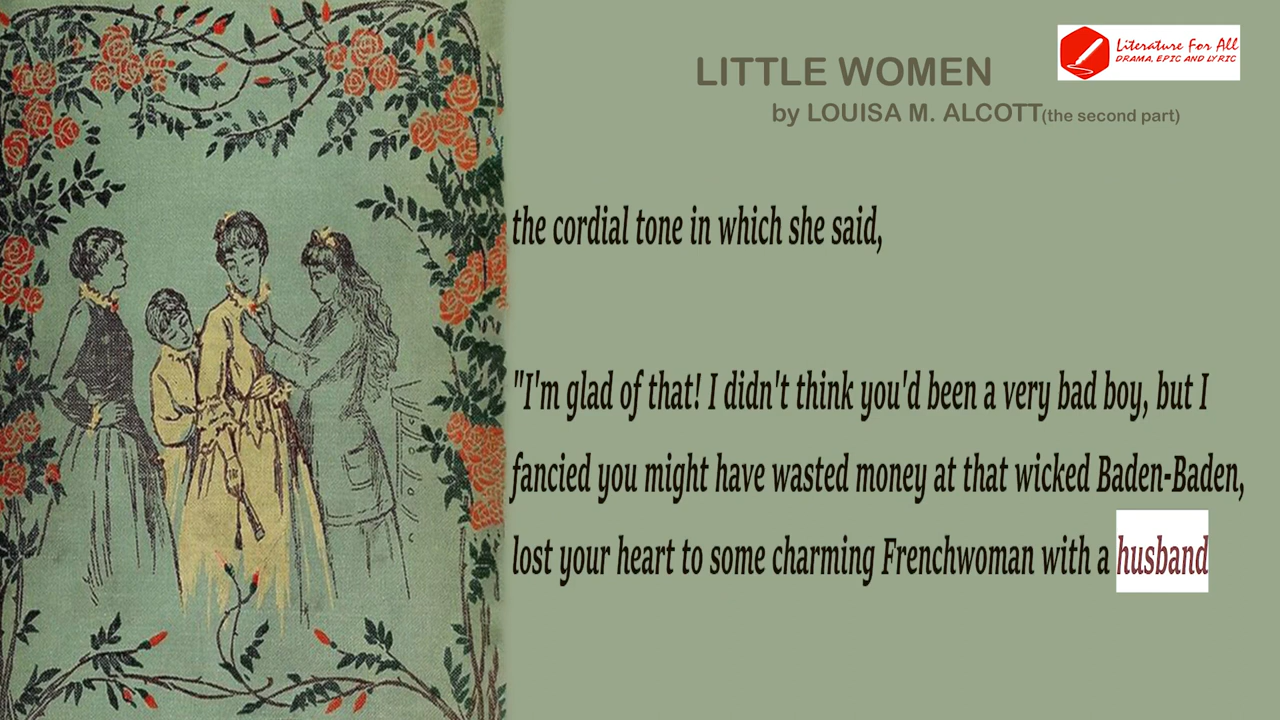 Literature For All
DRAMA, EPIC AND LYRIC
LITTLE WOMEN
by LOUISA M. ALCOTT(the second part)
the cordial tone in which she said,
"I'm glad of that! I didn't think you'd been a very bad boy, but I
fancied you might have wasted money at that wicked Baden-Baden,
lost your heart to some charming Frenchwoman with a husband